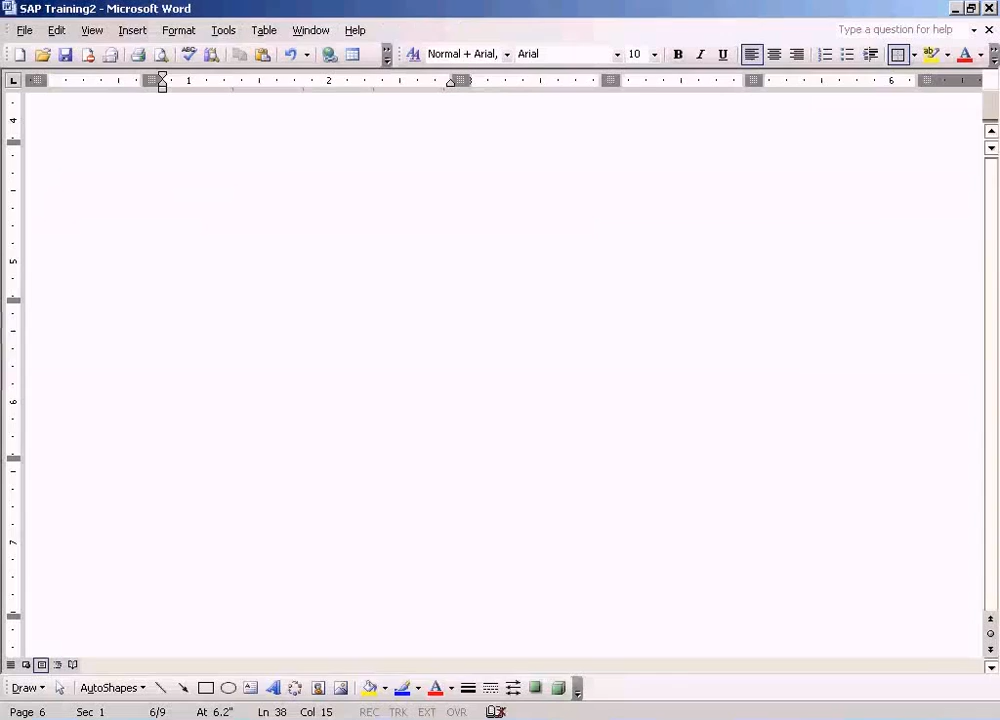 SAP Training2 - Microsoft Word
File Edit View Insert Format Tools Table Window Help Type a question for help
Normal + Arial, Arial 10 B I U
1 2 3 6
4
5
6
7
Draw AutoShapes
Page 6 Sec 1 6/9 At 6.2" Ln 38 Col 15 REC TRK EXT OVR